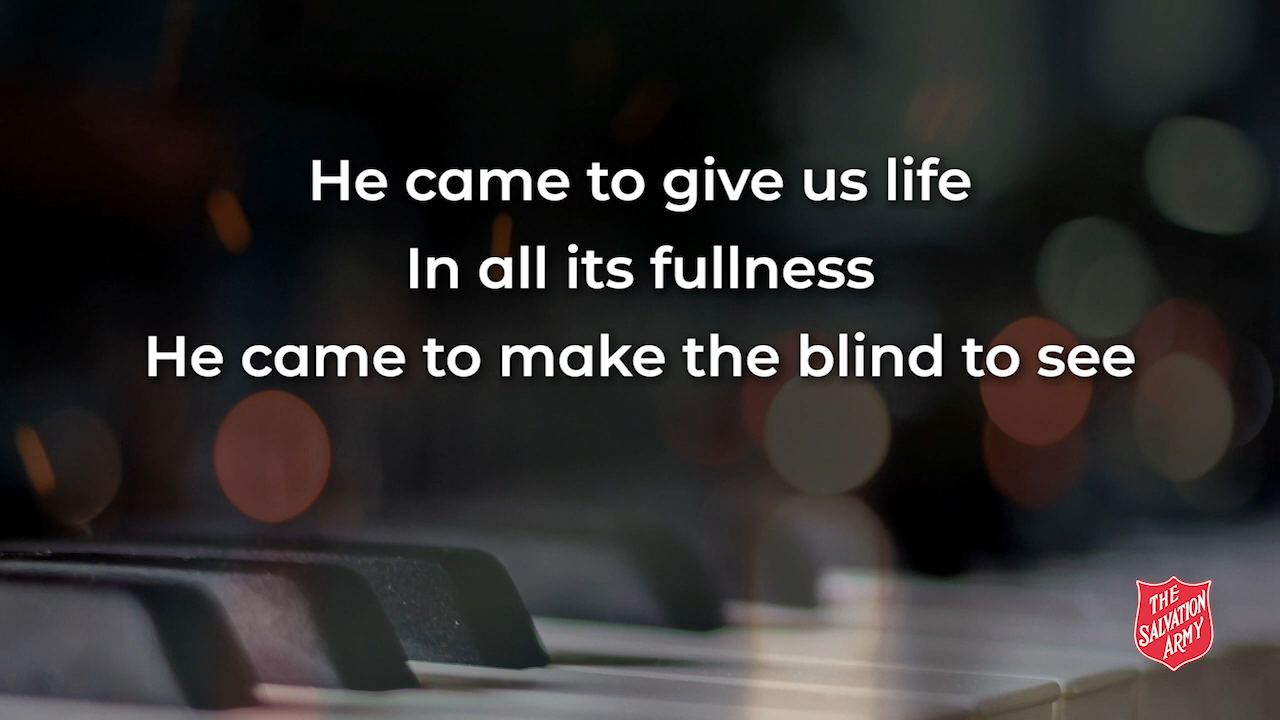 He came to give us life
In all its fullness
He came to make the blind to see
THE
SALVATION
ARMY